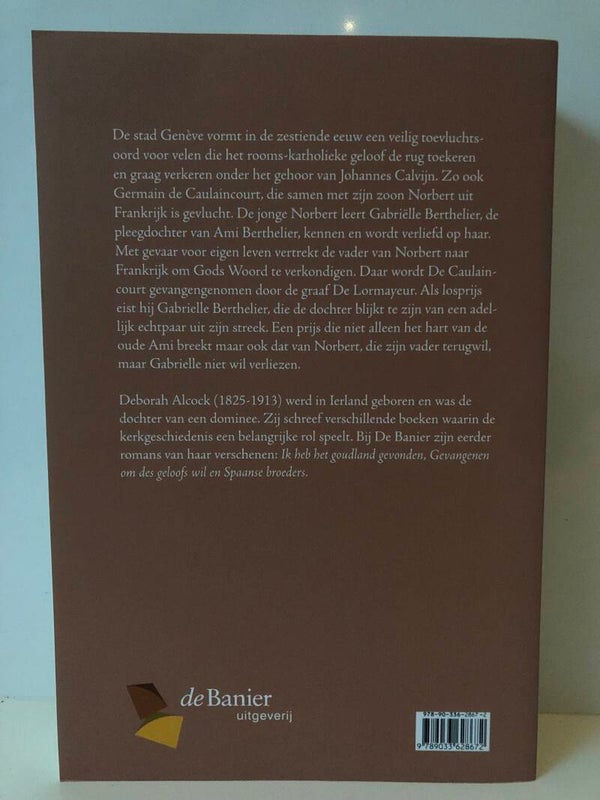 De stad Genève vormt in de zestiende eeuw een veilig toevluchts-
oord voor velen die het rooms-katholieke geloof de rug toekeren
en graag verkeren onder het gehoor van Johannes Calvijn. Zo ook
Germain de Caulaincourt, die samen met zijn zoon Norbert uit
Frankrijk is gevlucht. De jonge Norbert leert Gabriëlle Berthelier, de
pleegdochter van Ami Berthelier, kennen en wordt verliefd op haar.
Met gevaar voor eigen leven vertrekt de vader van Norbert naar
Frankrijk om Gods Woord te verkondigen. Daar wordt De Caulain-
court gevangengenomen door de graaf De Lormayeur. Als losprijs
eist hij Gabrielle Berthelier, die de dochter blijkt te zijn van een adel-
lijk echtpaar uit zijn streek. Een prijs die niet alleen het hart van de
oude Ami breekt maar ook dat van Norbert, die zijn vader terugwil,
maar Gabrielle niet wil verliezen.
Deborah Alcock (1825-1913) werd in Ierland geboren en was de
dochter van een dominee. Zij schreef verschillende boeken waarin de
kerkgeschiedenis een belangrijke rol speelt. Bij De Banier zijn eerder
romans van haar verschenen: Ik heb het goudland gevonden, Gevangenen
om des geloofs wil en Spaanse broeders.
de Banier
uitgeverij
978-90-336-2867-2
9789033628672